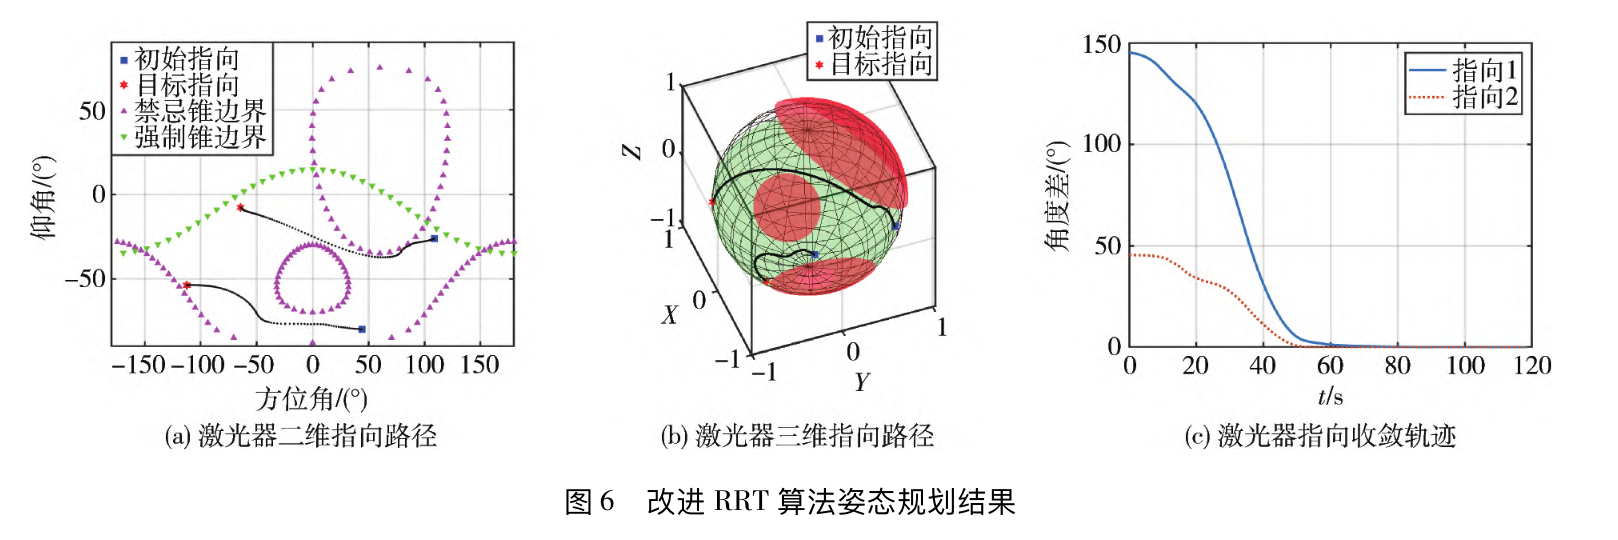 初始指向
目标指向
禁忌锥边界
强制锥边界
50
0
−50
仰角/(°)
−150 −100 −50 0 50 100 150
方位角/(°)
(a) 激光器二维指向路径
初始指向
目标指向
1
0
−1
Z
1
0
−1
X
−1
0
1
Y
(b) 激光器三维指向路径
指向1
指向2
150
100
50
0
角度差/(°)
0 20 40 60 80 100 120
t/s
(c) 激光器指向收敛轨迹
图 6 改进 RRT 算法姿态规划结果